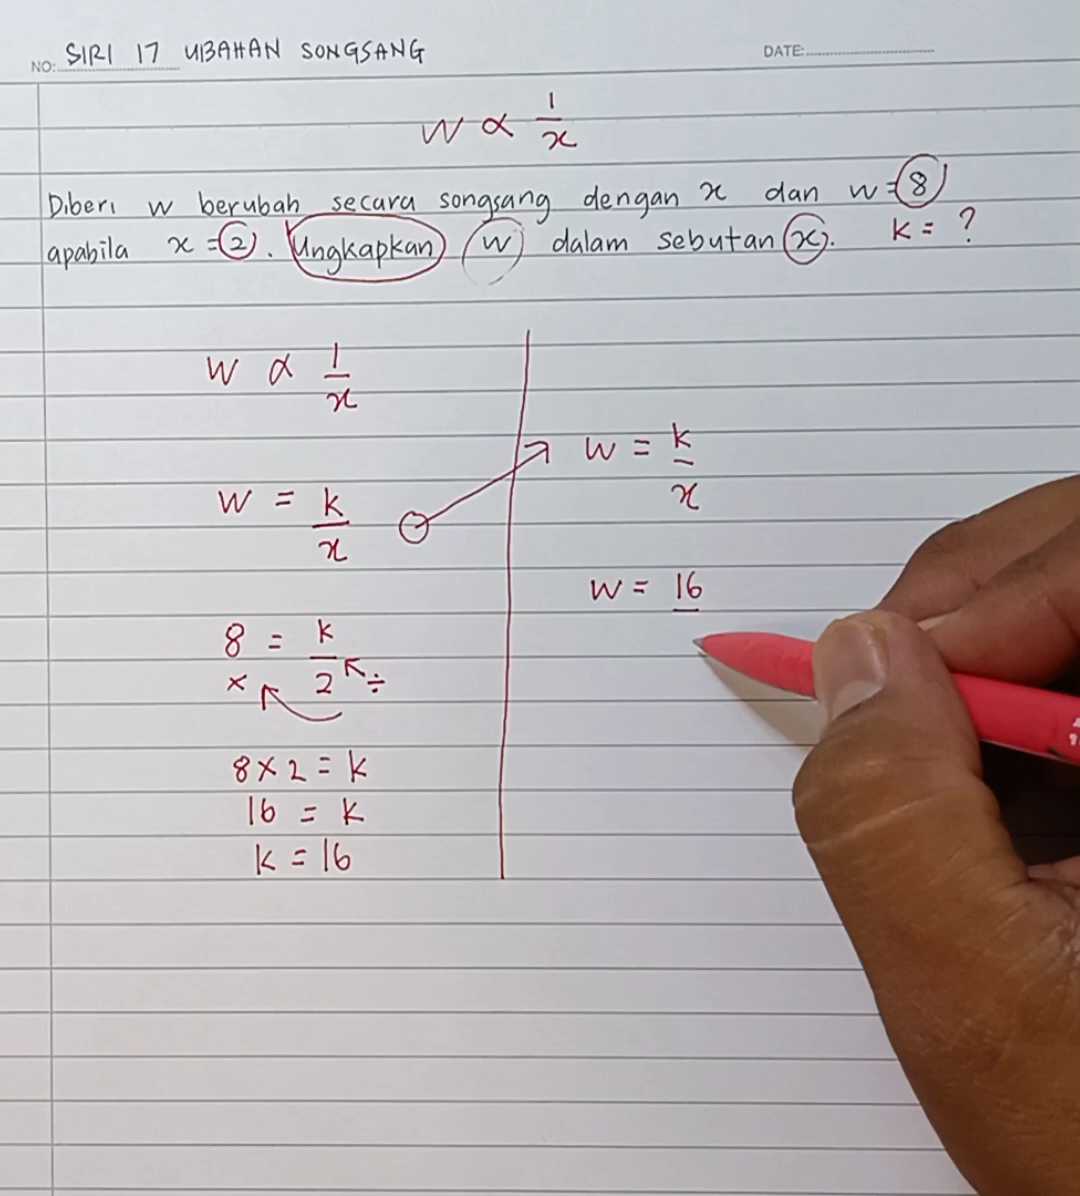 NO: SIRI 17 UBAHAN SONGSANG
DATE:
W ∝ 1/x
Diberi w berubah secara songsang dengan x dan w = 8
apabila x = 2. Ungkapkan w dalam sebutan x. k = ?
W ∝ 1/x
W = k/x
8 = k/2
× ÷
8 × 2 = k
16 = k
k = 16
W = k/x
W = 16